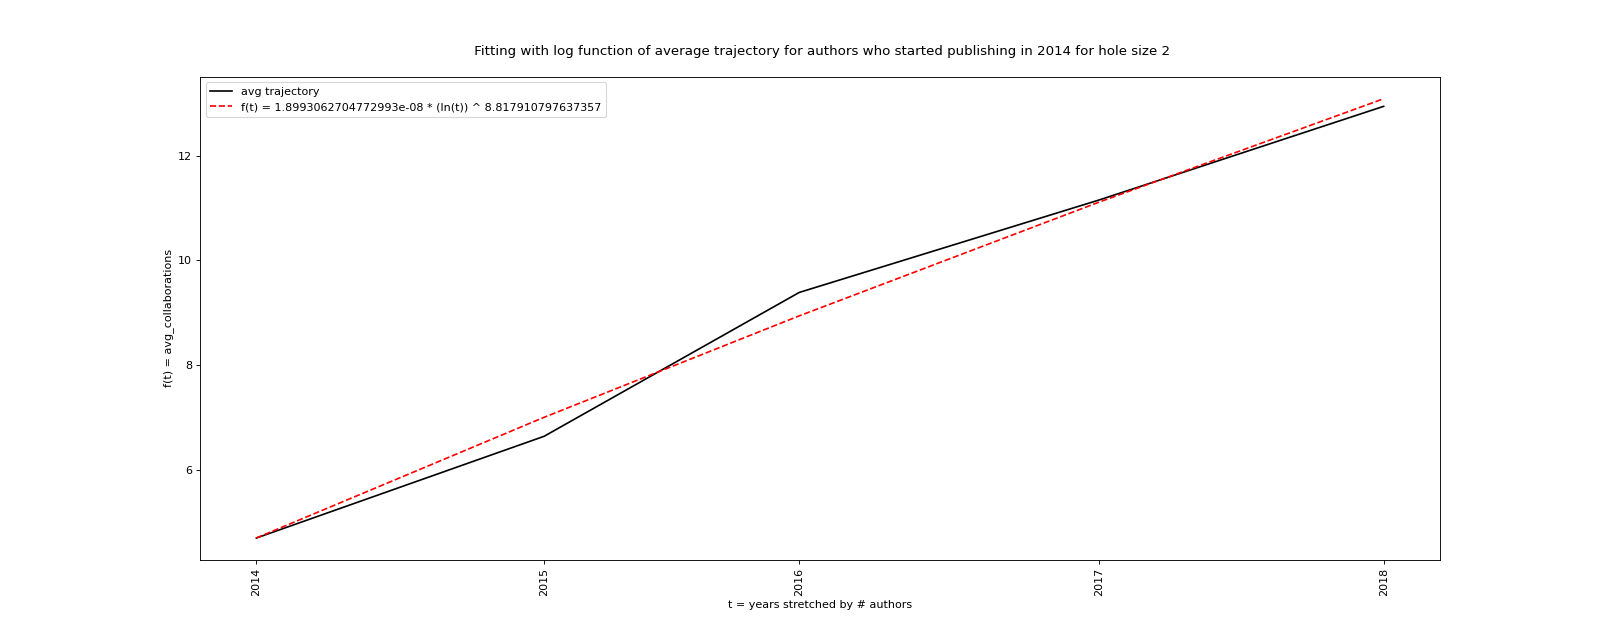 Fitting with log function of average trajectory for authors who started publishing in 2014 for hole size 2
avg trajectory
f(t) = 1.8993062704772993e-08 * (ln(t)) ^ 8.817910797637357
12
10
8
6
f(t) = avg_collaborations
2014
2015
2016
2017
2018
t = years stretched by # authors